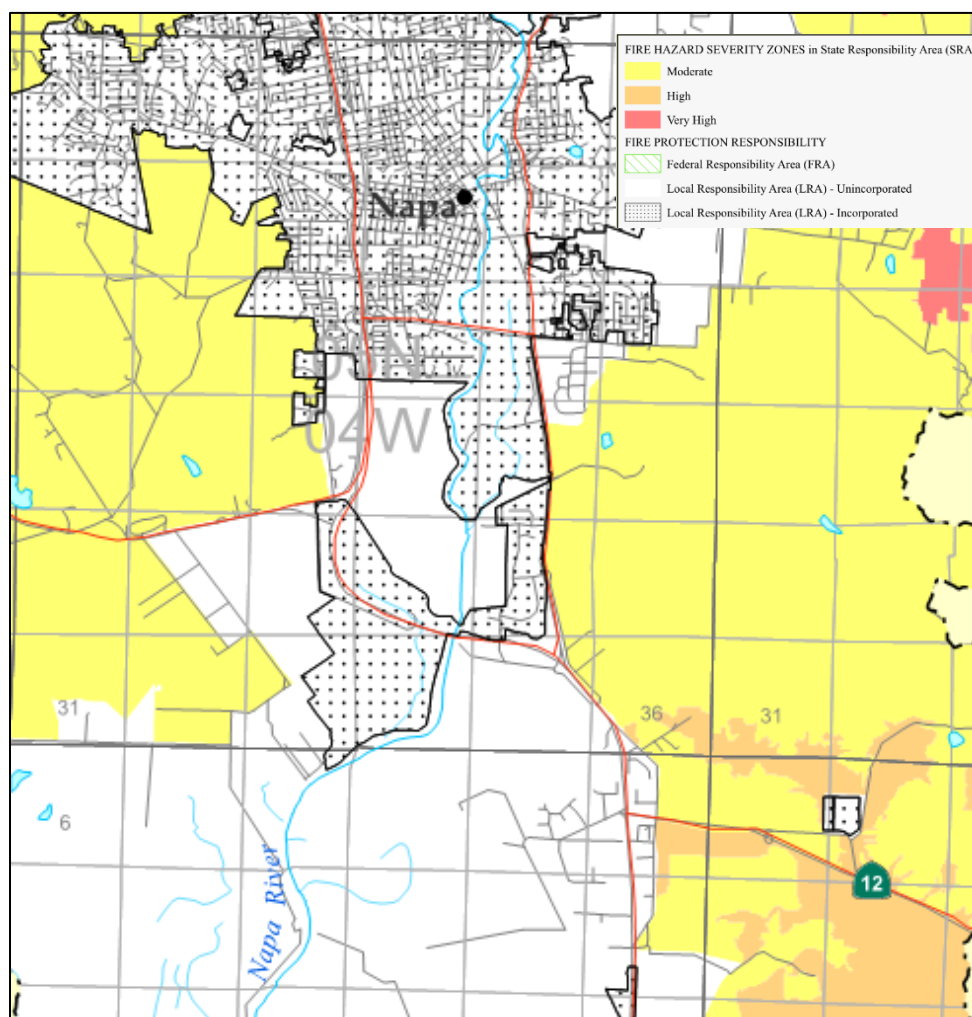 FIRE HAZARD SEVERITY ZONES in State Responsibility Area (SRA
Moderate
High
Very High
FIRE PROTECTION RESPONSIBILITY
Federal Responsibility Area (FRA)
Local Responsibility Area (LRA) - Unincorporated
Local Responsibility Area (LRA) - Incorporated
Napa
05N
04W
31
36
31
6
12
Napa River